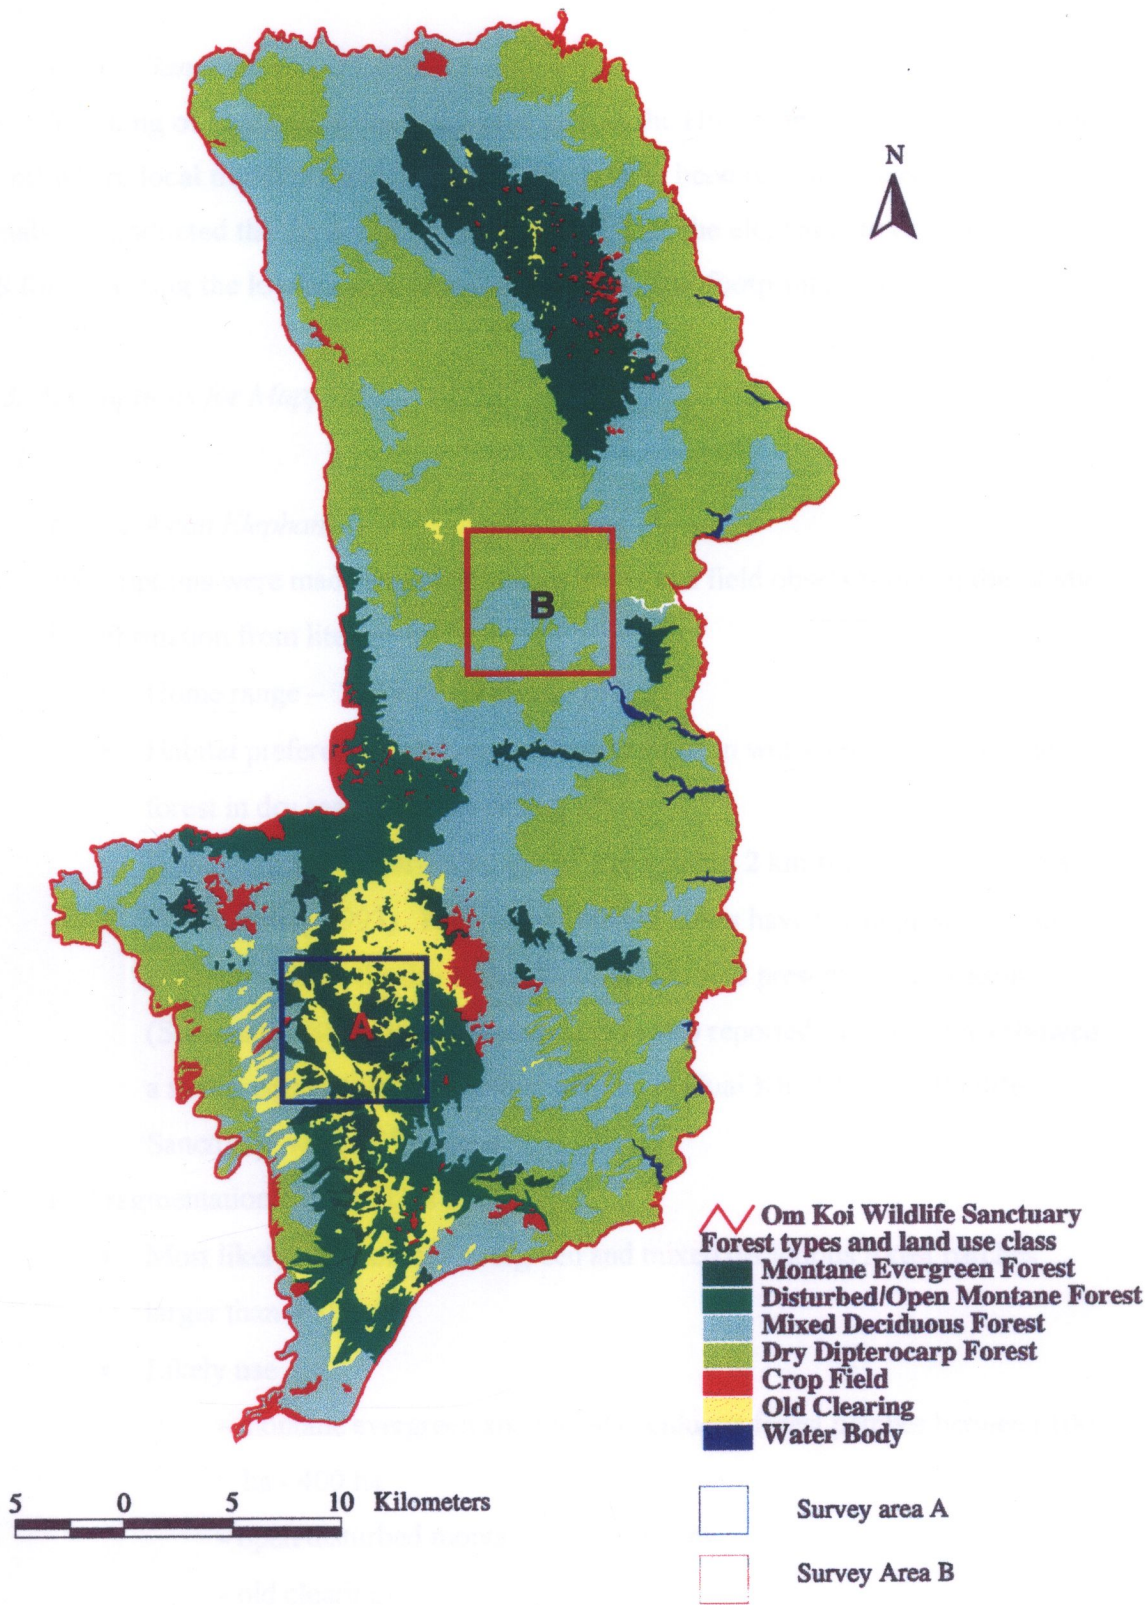 N
B
A
Om Koi Wildlife Sanctuary
Forest types and land use class
Montane Evergreen Forest
Disturbed/Open Montane Forest
Mixed Deciduous Forest
Dry Dipterocarp Forest
Crop Field
Old Clearing
Water Body
5 0 5 10 Kilometers
Survey area A
Survey Area B